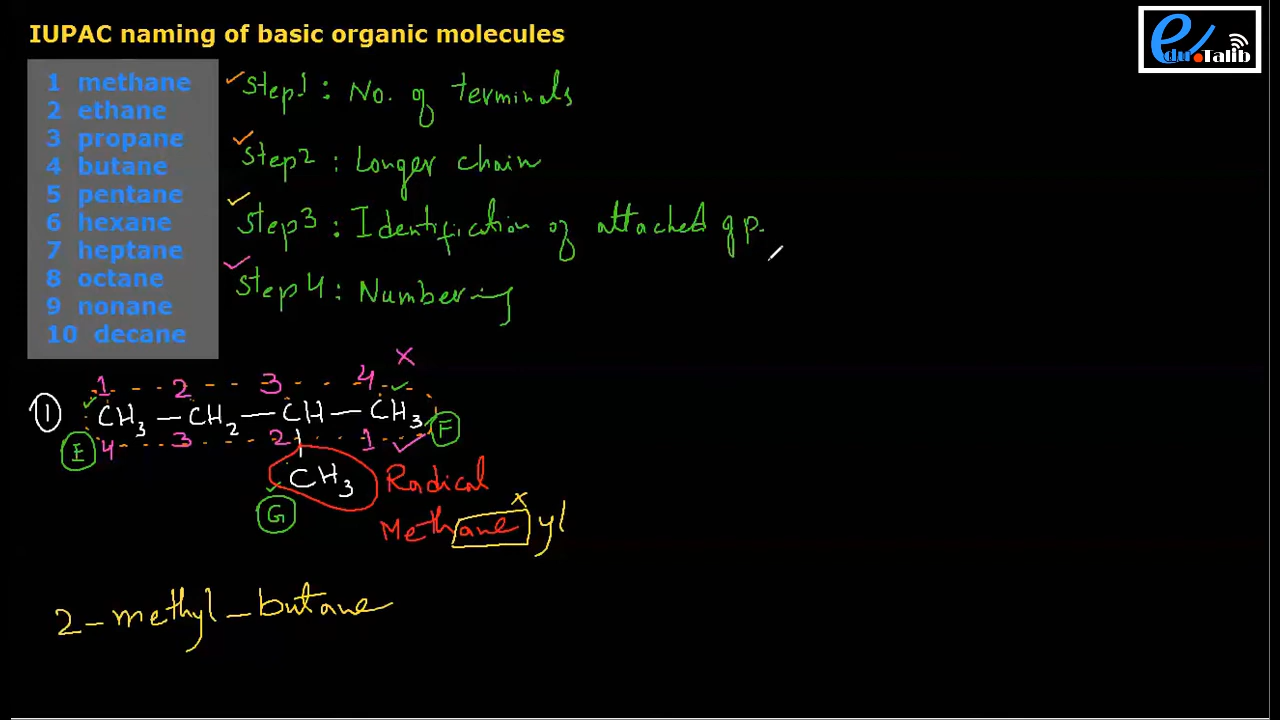 IUPAC naming of basic organic molecules
edu.Talib
1 methane
2 ethane
3 propane
4 butane
5 pentane
6 hexane
7 heptane
8 octane
9 nonane
10 decane
Step1 : No. of terminals
Step2 : Longer chain
Step3 : Identification of attached gp.
Step4 : Numbering
x
1 2 3 4
1 CH3 — CH2 — CH — CH3
E 4 3 2 1 F
CH3 Radical
G
x
Methane yl
2-methyl-butane